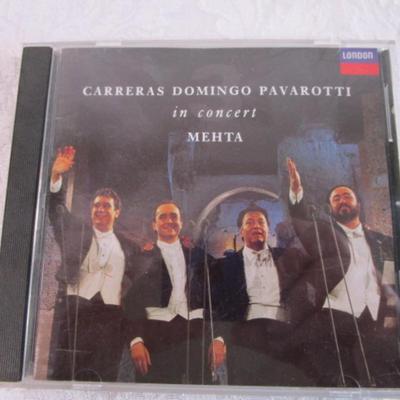 LONDON
CARRERAS DOMINGO PAVAROTTI
in concert
MEHTA